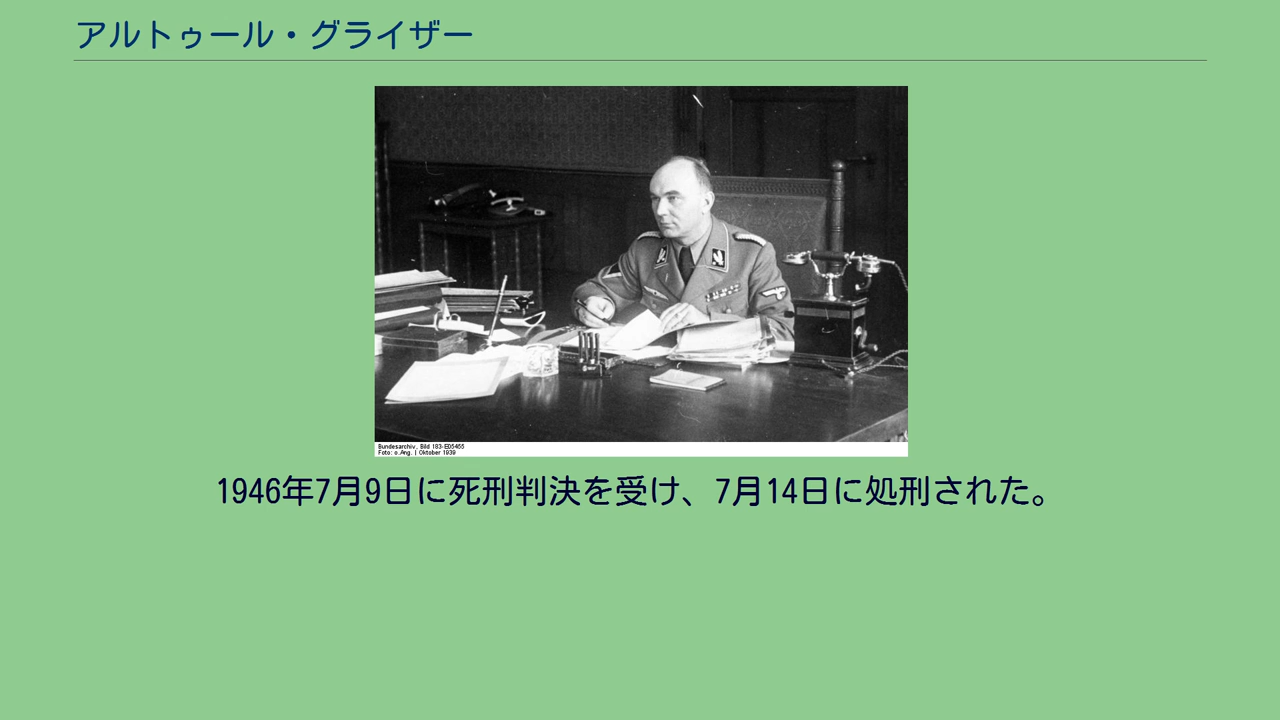 アルトゥール・グライザー
Bundesarchiv, Bild 183-E05455
Foto: o.Ang. | Oktober 1939
1946年7月9日に死刑判決を受け、7月14日に処刑された。